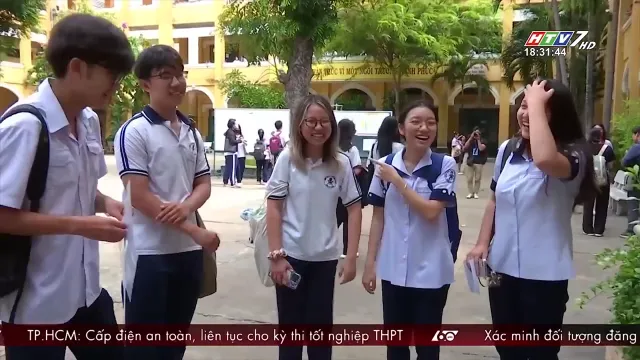 HTV7 HD
18:31:44
TP.HCM: Cấp điện an toàn, liên tục cho kỳ thi tốt nghiệp THPT
60
Xác minh đối tượng đăng